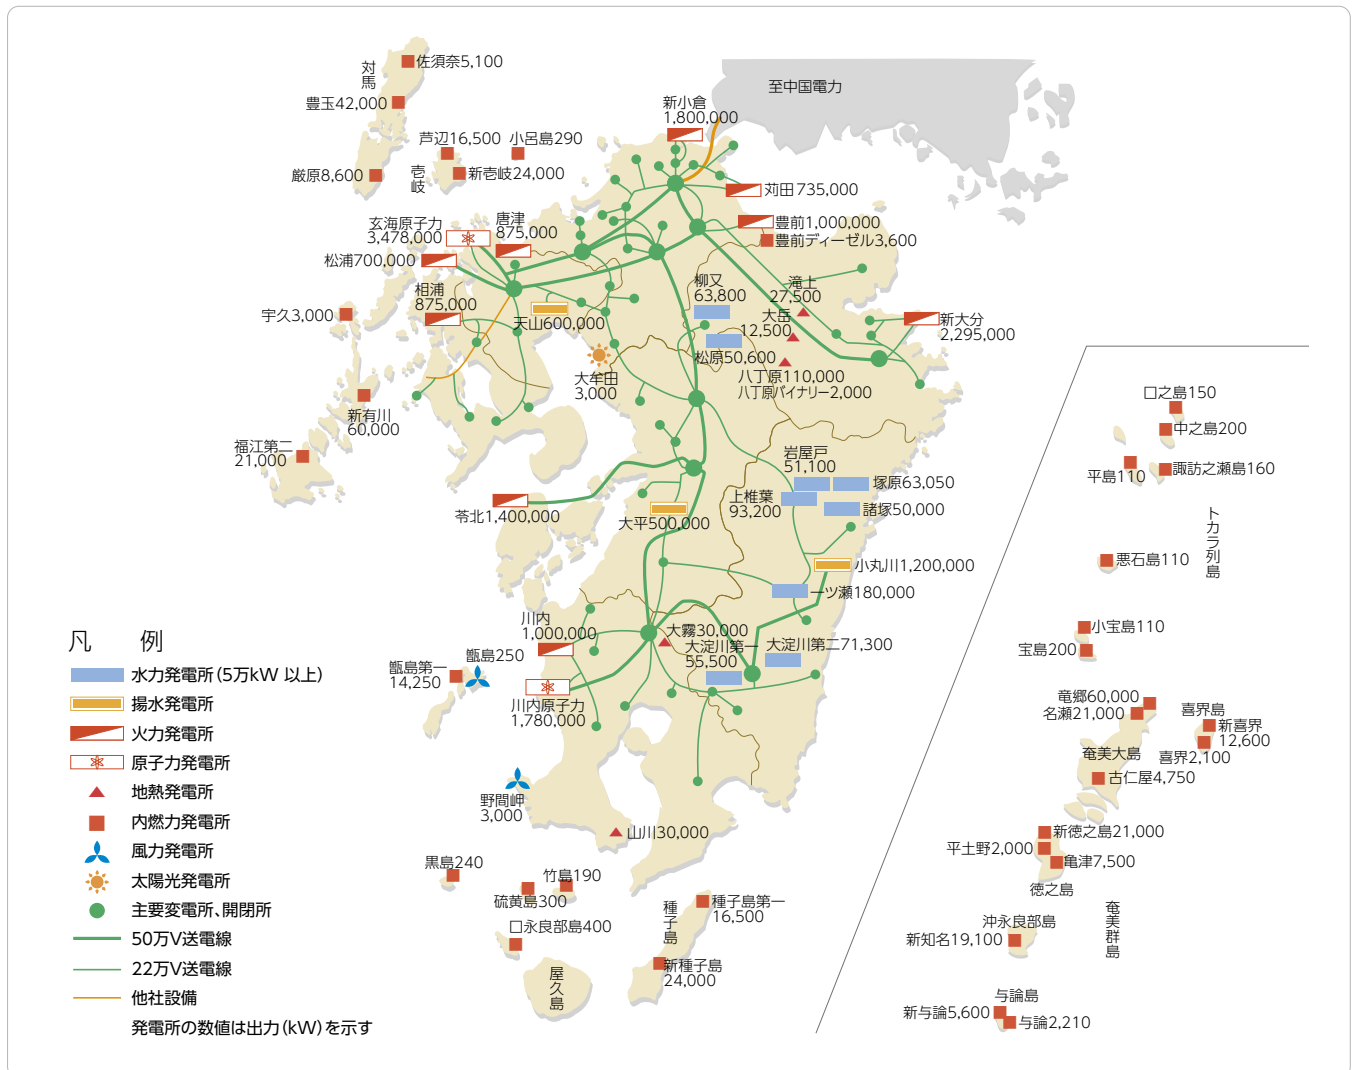 至中国電力
対馬
佐須奈5,100
豊玉42,000
厳原8,600
芦辺16,500
小呂島290
壱岐
新壱岐24,000
新小倉
1,800,000
苅田735,000
豊前1,000,000
豊前ディーゼル3,600
玄海原子力
3,478,000
唐津
875,000
松浦700,000
相浦
875,000
宇久3,000
天山600,000
柳又
63,800
滝上
27,500
大岳
12,500
松原50,600
新大分
2,295,000
八丁原110,000
八丁原バイナリー2,000
大牟田
3,000
新有川
60,000
福江第二
21,000
岩屋戸
51,100
塚原63,050
上椎葉
93,200
諸塚50,000
苓北1,400,000
大平500,000
小丸川1,200,000
一ツ瀬180,000
川内
1,000,000
大霧30,000
大淀川第一
55,500
大淀川第二71,300
甑島250
甑島第一
14,250
川内原子力
1,780,000
野間岬
3,000
山川30,000
黒島240
竹島190
硫黄島300
口永良部島400
屋久島
種子島
種子島第一
16,500
新種子島
24,000
口之島150
中之島200
平島110
諏訪之瀬島160
トカラ列島
悪石島110
小宝島110
宝島200
竜郷60,000
名瀬21,000
喜界島
新喜界
12,600
喜界2,100
奄美大島
古仁屋4,750
新徳之島21,000
平土野2,000
亀津7,500
徳之島
奄美群島
沖永良部島
新知名19,100
与論島
新与論5,600
与論2,210
凡 例
水力発電所(5万kW 以上)
揚水発電所
火力発電所
原子力発電所
地熱発電所
内燃力発電所
風力発電所
太陽光発電所
主要変電所、開閉所
50万V送電線
22万V送電線
他社設備
発電所の数値は出力(kW)を示す